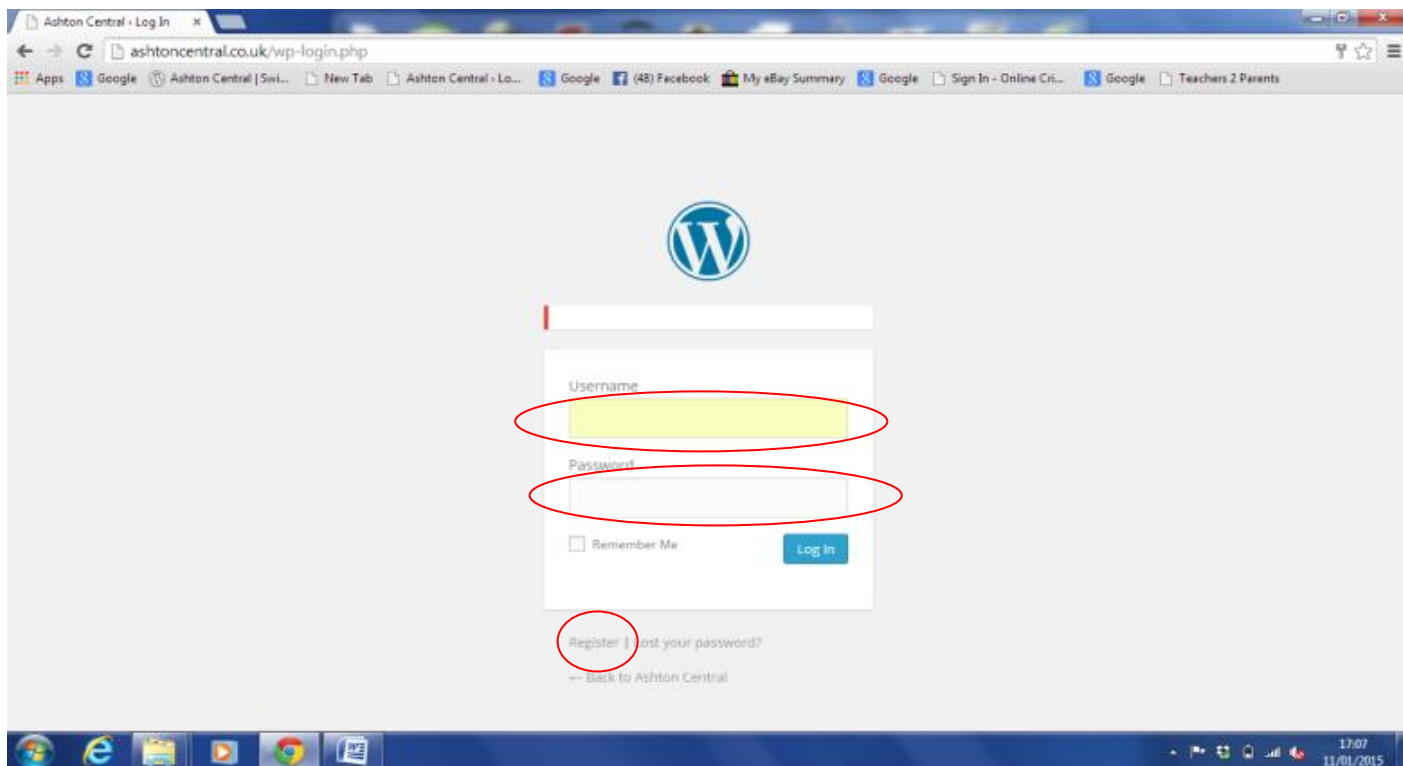 Ashton Central › Log In
ashtoncentral.co.uk/wp-login.php
Apps Google Ashton Central | Swi... New Tab Ashton Central › Lo... Google (48) Facebook My eBay Summary Google Sign In - Online Cri... Google Teachers 2 Parents
Username
Password
Remember Me Log In
Register | Lost your password?
← Back to Ashton Central
17:07
11/01/2015